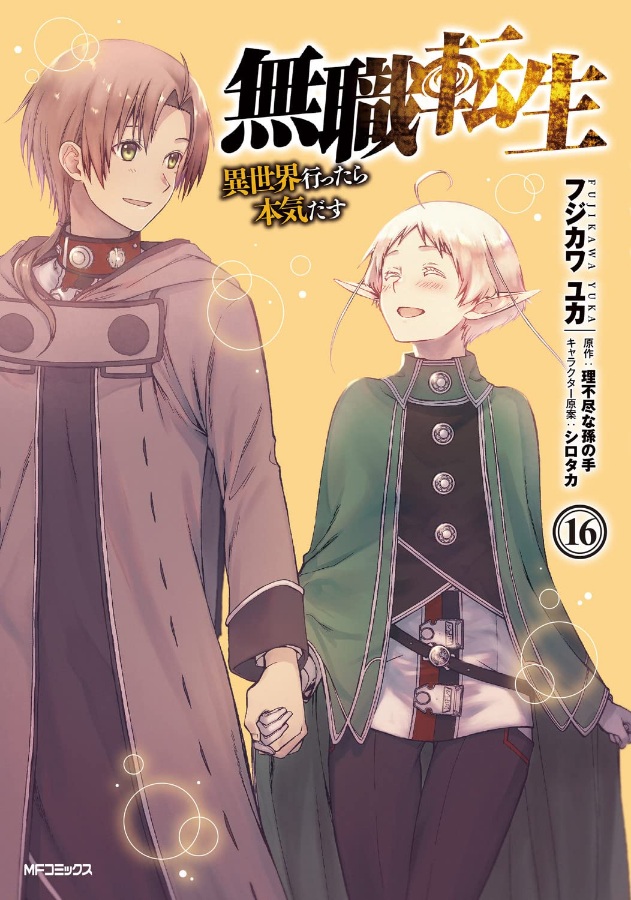 無職転生
異世界行ったら
本気だす
フジカワ ユカ
FUJIKAWA YUKA
原作：理不尽な孫の手
キャラクター原案：シロタカ
16
MFコミックス